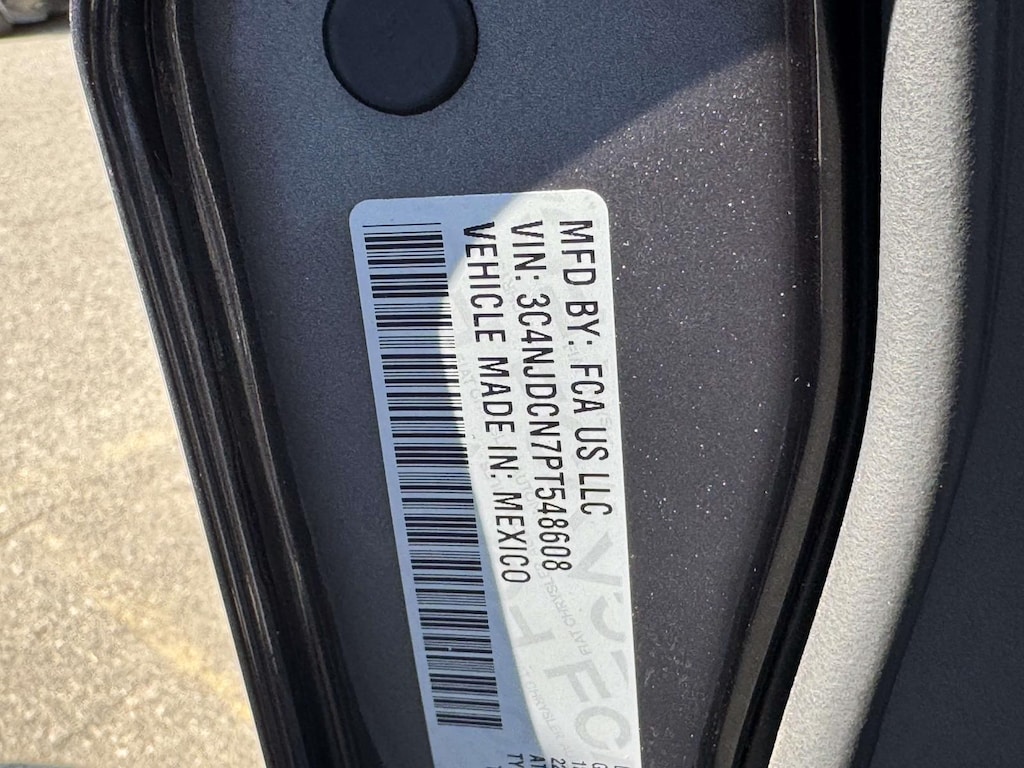 MFD BY: FCA US LLC
VIN: 3C4NJDCN7PT548608
VEHICLE MADE IN: MEXICO